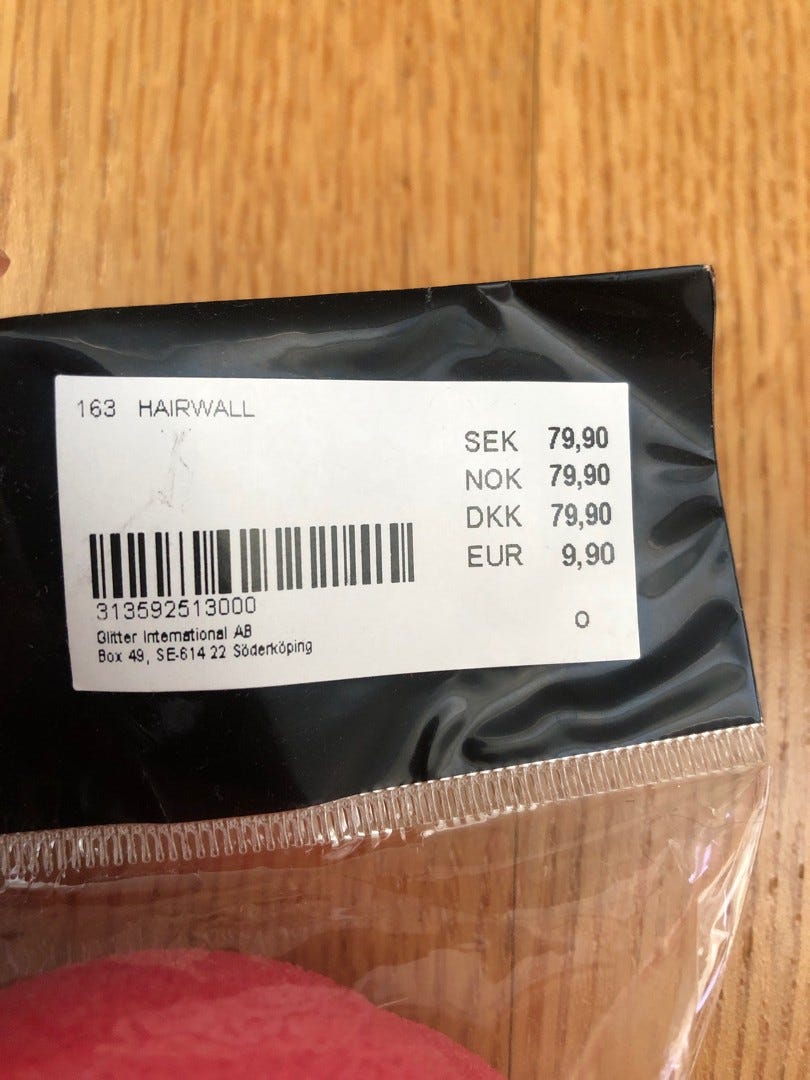 163 HAIRWALL
SEK 79,90
NOK 79,90
DKK 79,90
EUR 9,90
313592513000
Glitter International AB
Box 49, SE-614 22 Söderköping
O